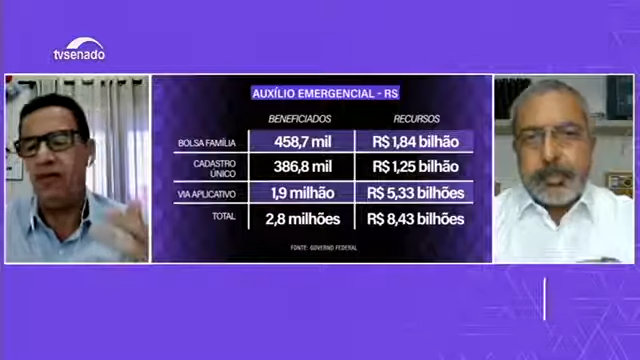 tvsenado
AUXÍLIO EMERGENCIAL - RS
BENEFICIADOS RECURSOS
BOLSA FAMÍLIA 458,7 mil R$ 1,84 bilhão
CADASTRO
ÚNICO 386,8 mil R$ 1,25 bilhão
VIA APLICATIVO 1,9 milhão R$ 5,33 bilhões
TOTAL 2,8 milhões R$ 8,43 bilhões
FONTE: GOVERNO FEDERAL